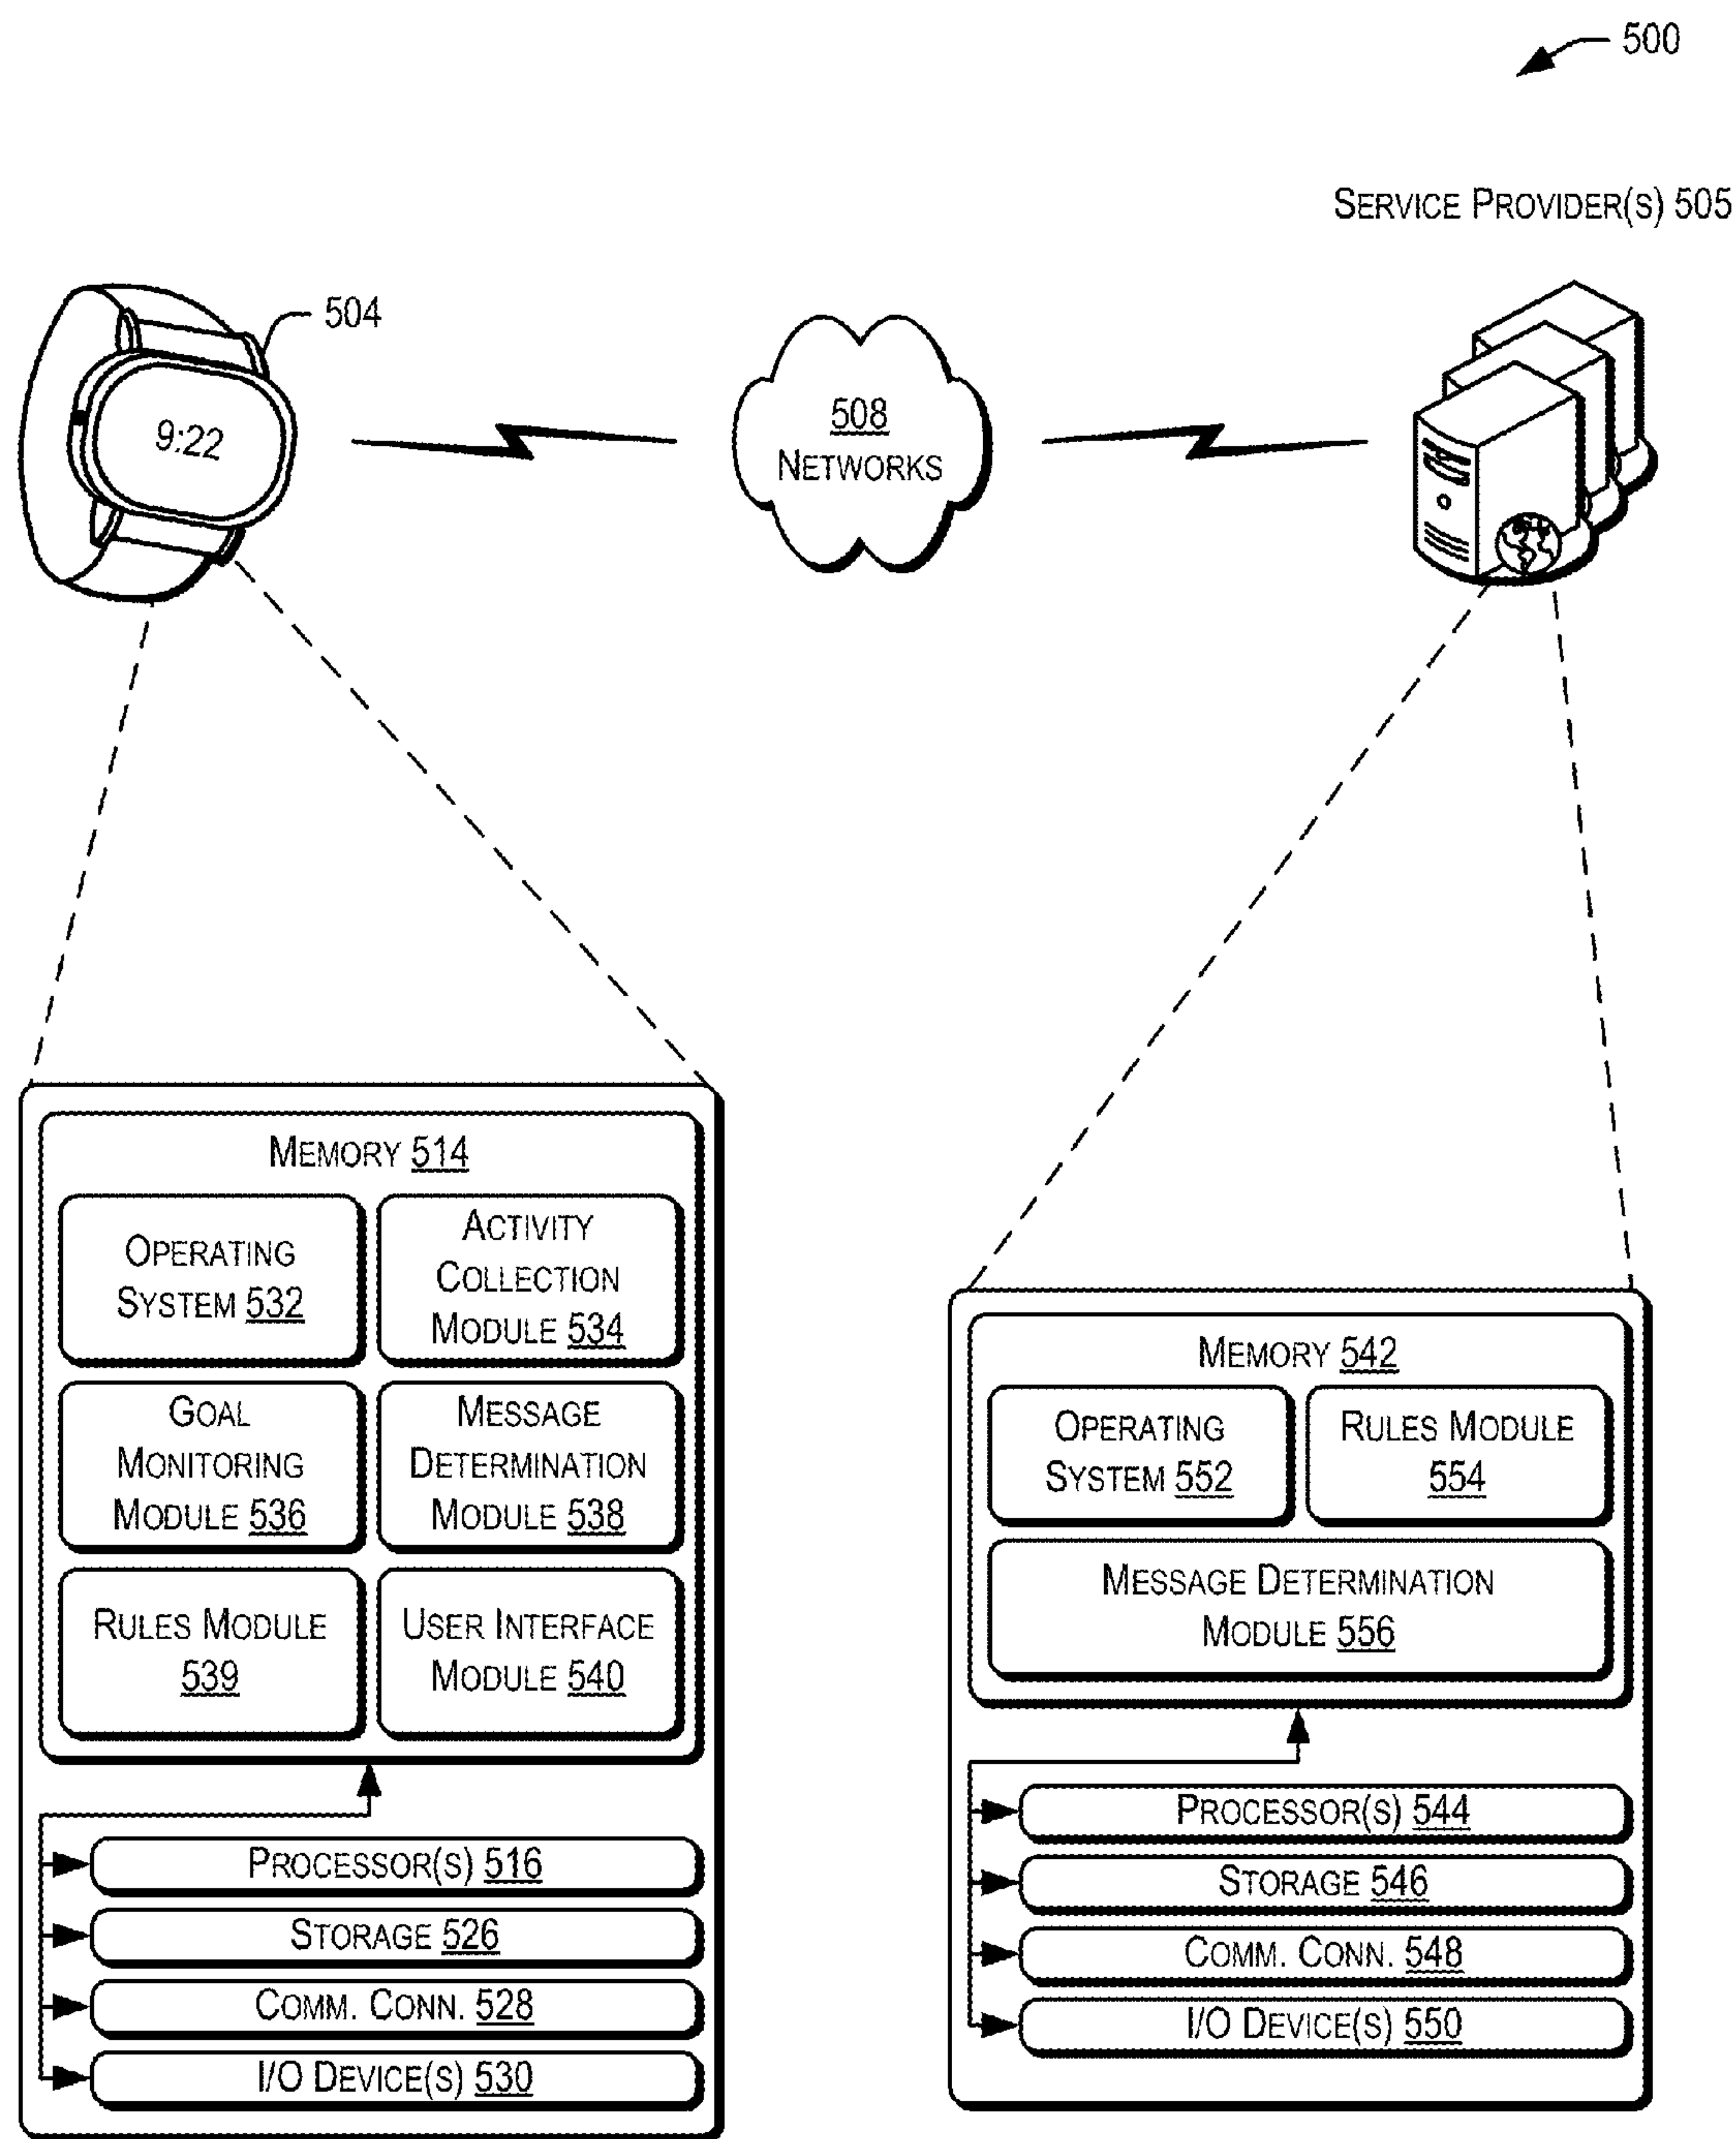 500
SERVICE PROVIDER(S) 505
504
9:22
508
NETWORKS
MEMORY 514
OPERATING
SYSTEM 532
ACTIVITY
COLLECTION
MODULE 534
GOAL
MONITORING
MODULE 536
MESSAGE
DETERMINATION
MODULE 538
RULES MODULE
539
USER INTERFACE
MODULE 540
PROCESSOR(S) 516
STORAGE 526
COMM. CONN. 528
I/O DEVICE(S) 530
MEMORY 542
OPERATING
SYSTEM 552
RULES MODULE
554
MESSAGE DETERMINATION
MODULE 556
PROCESSOR(S) 544
STORAGE 546
COMM. CONN. 548
I/O DEVICE(S) 550